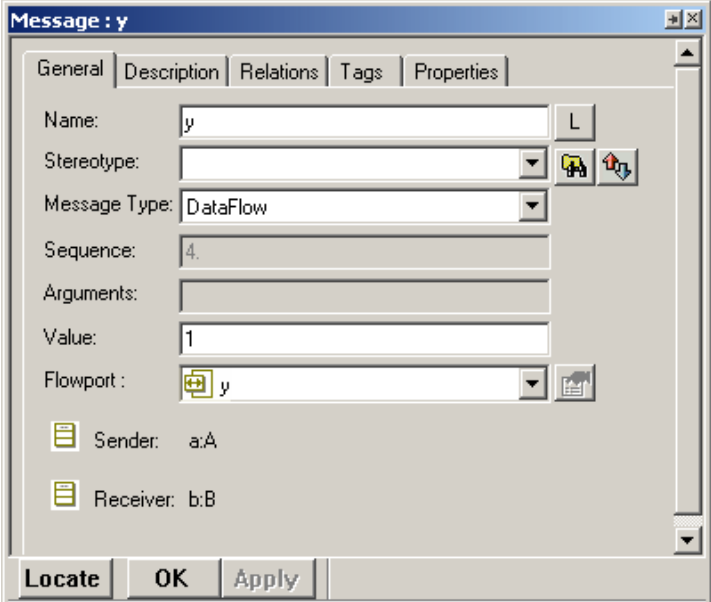 Message : y
General Description Relations Tags Properties
Name: y L
Stereotype:
Message Type: DataFlow
Sequence: 4.
Arguments:
Value: 1
Flowport : y
Sender: a:A
Receiver: b:B
Locate OK Apply